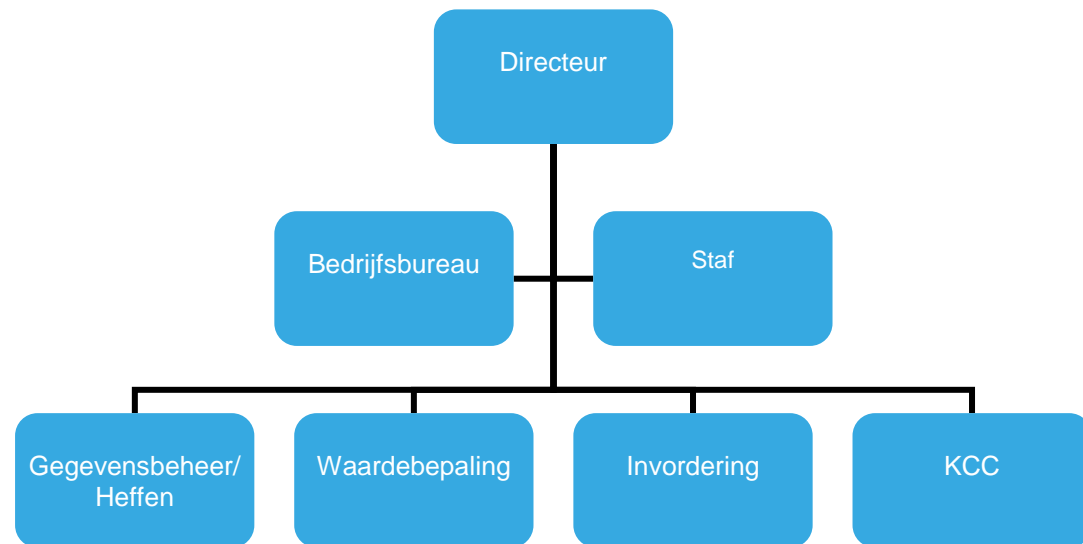 Directeur
Bedrijfsbureau
Staf
Gegevensbeheer/
Heffen
Waardebepaling
Invordering
KCC